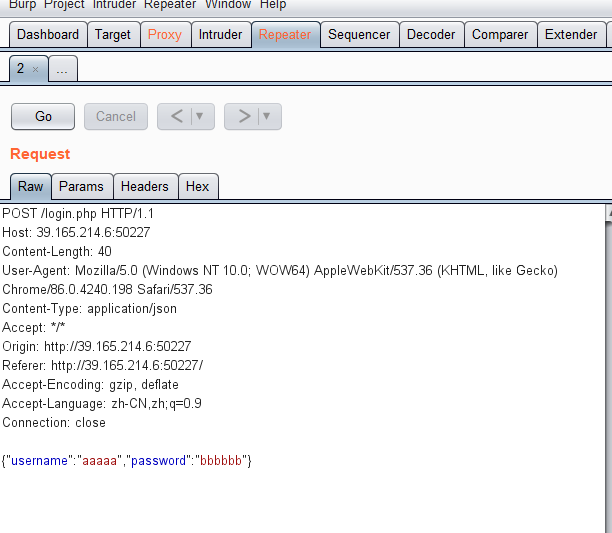 Burp Project Intruder Repeater Window Help
Dashboard Target Proxy Intruder Repeater Sequencer Decoder Comparer Extender
2 × ...
Go Cancel < ▼ > ▼
Request
Raw Params Headers Hex
POST /login.php HTTP/1.1
Host: 39.165.214.6:50227
Content-Length: 40
User-Agent: Mozilla/5.0 (Windows NT 10.0; WOW64) AppleWebKit/537.36 (KHTML, like Gecko)
Chrome/86.0.4240.198 Safari/537.36
Content-Type: application/json
Accept: */*
Origin: http://39.165.214.6:50227
Referer: http://39.165.214.6:50227/
Accept-Encoding: gzip, deflate
Accept-Language: zh-CN,zh;q=0.9
Connection: close
{"username":"aaaaa","password":"bbbbbb"}